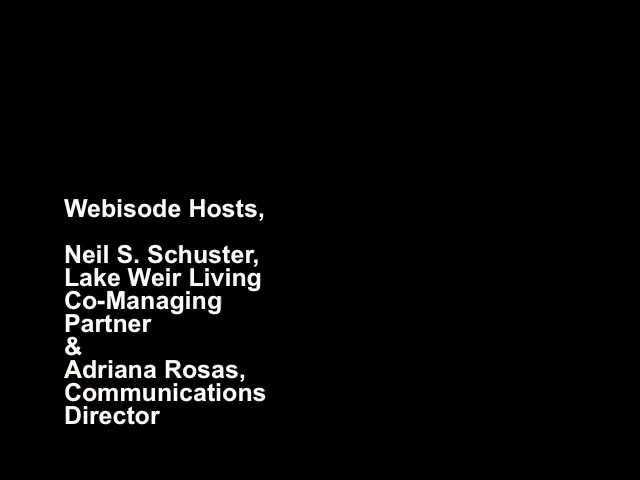 Webisode Hosts,
Neil S. Schuster,
Lake Weir Living
Co-Managing
Partner
&
Adriana Rosas,
Communications
Director